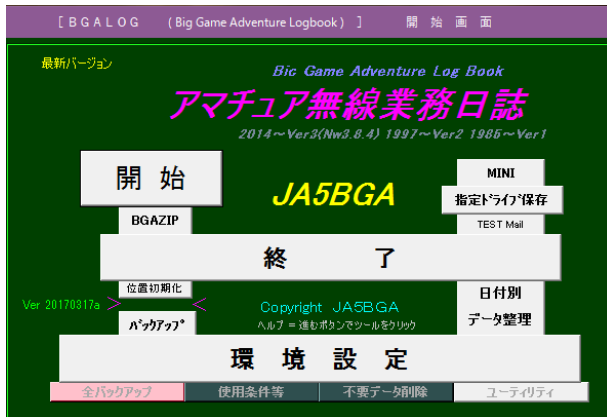 [ＢＧＡＬＯＧ　(Big Game Adventure Logbook)　]　開　始　画　面
最新バージョン
Bic Game Adventure Log Book
アマチュア無線業務日誌
2014～Ver3(Nw3.8.4) 1997～Ver2 1985～Ver1
開　始
JA5BGA
MINI
指定ﾄﾞﾗｲﾌﾞ保存
BGAZIP
TEST Mail
終　　了
位置初期化
日付別
データ整理
Ver 20170317a ＞ ＜
Copyright JA5BGA
ﾊﾞｯｸｱｯﾌﾟ
ヘルプ = 進むボタンでツールをクリック
環　境　設　定
全バックアップ
使用条件等
不要データ削除
ユーティリティ